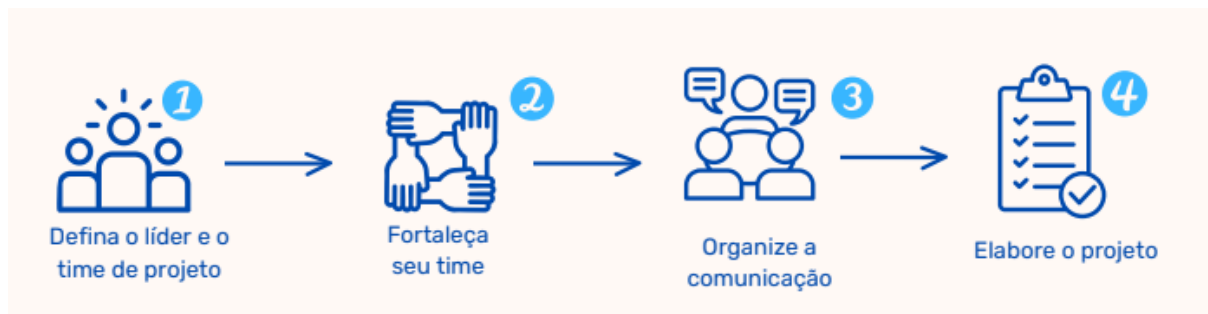 1
Defina o líder e o
time de projeto
2
Fortaleça
seu time
3
Organize a
comunicação
4
Elabore o projeto